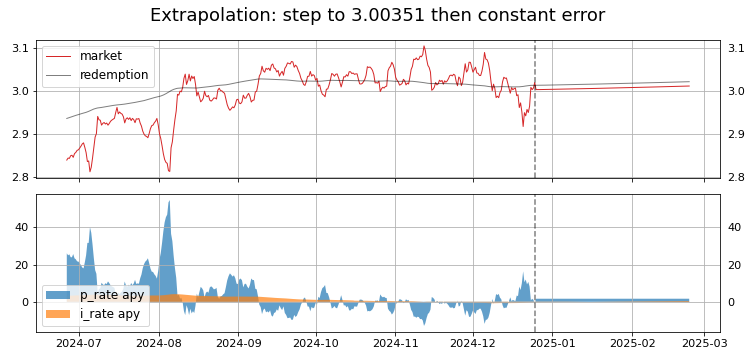 Extrapolation: step to 3.00351 then constant error
3.1
3.0
2.9
2.8
market
redemption
3.1
3.0
2.9
2.8
40
20
0
p_rate apy
i_rate apy
40
20
0
2024-07 2024-08 2024-09 2024-10 2024-11 2024-12 2025-01 2025-02 2025-03